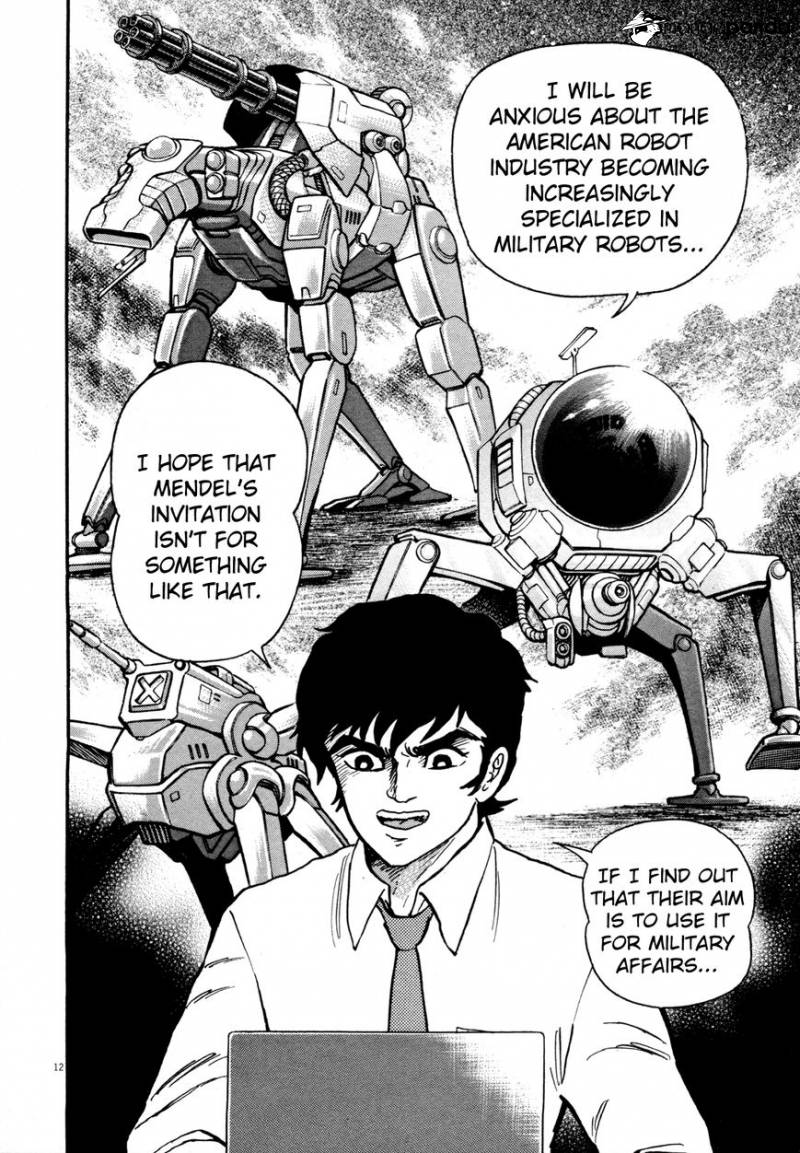 I WILL BE
ANXIOUS ABOUT THE
AMERICAN ROBOT
INDUSTRY BECOMING
INCREASINGLY
SPECIALIZED IN
MILITARY ROBOTS...
I HOPE THAT
MENDEL'S
INVITATION
ISN'T FOR
SOMETHING
LIKE THAT.
IF I FIND OUT
THAT THEIR AIM
IS TO USE IT
FOR MILITARY
AFFAIRS...
12